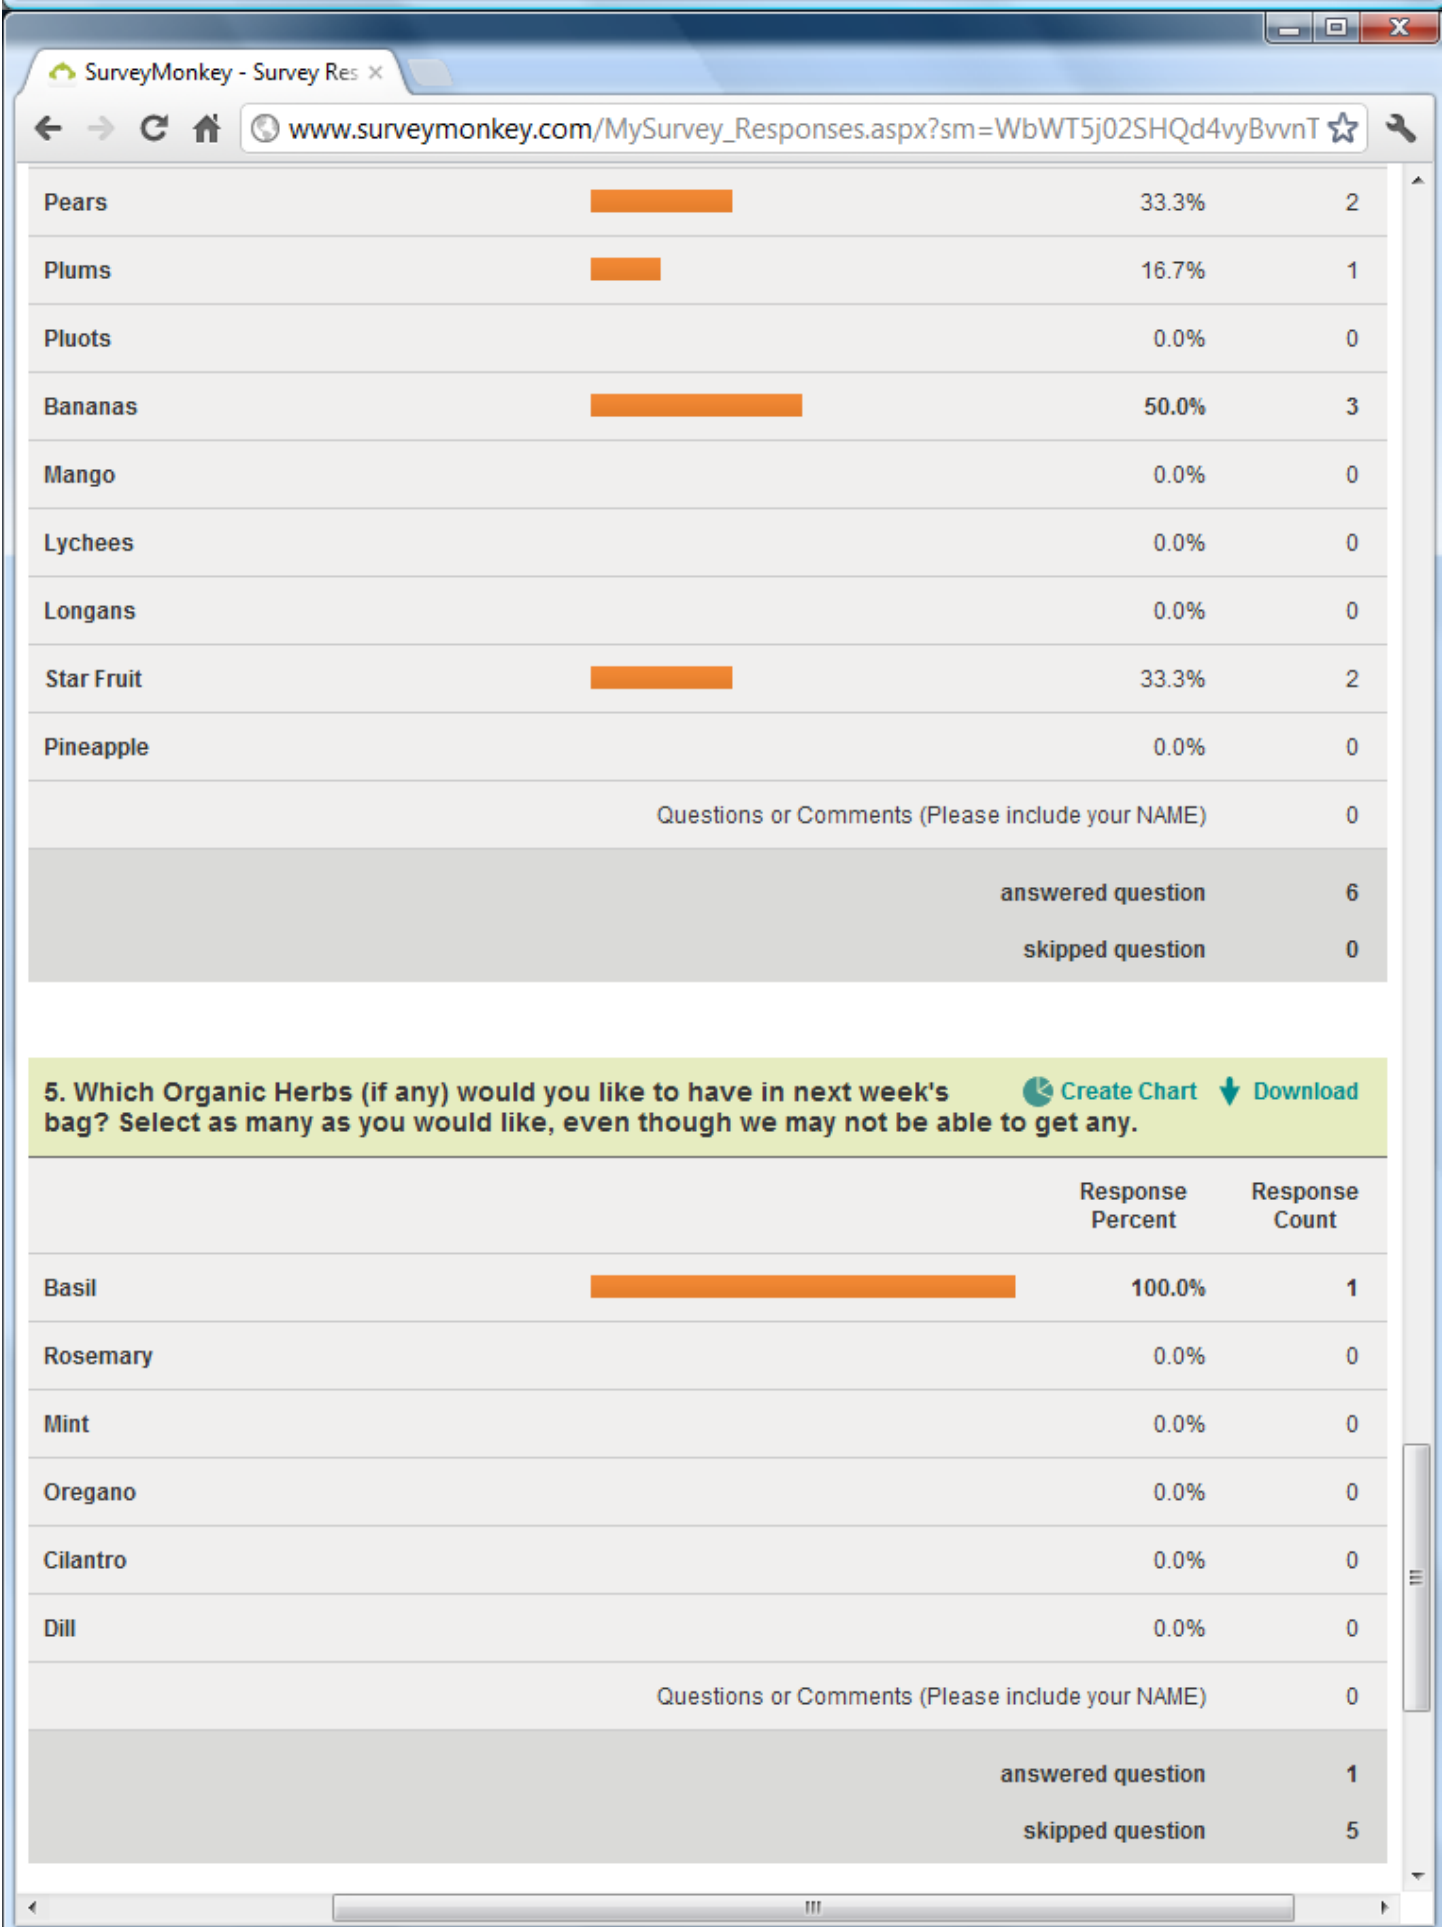 SurveyMonkey - Survey Res
www.surveymonkey.com/MySurvey_Responses.aspx?sm=WbWT5j02SHQd4vyBvvnT
Pears 33.3% 2
Plums 16.7% 1
Pluots 0.0% 0
Bananas 50.0% 3
Mango 0.0% 0
Lychees 0.0% 0
Longans 0.0% 0
Star Fruit 33.3% 2
Pineapple 0.0% 0
Questions or Comments (Please include your NAME) 0
answered question 6
skipped question 0
5. Which Organic Herbs (if any) would you like to have in next week's Create Chart Download
bag? Select as many as you would like, even though we may not be able to get any.
Response Response
Percent Count
Basil 100.0% 1
Rosemary 0.0% 0
Mint 0.0% 0
Oregano 0.0% 0
Cilantro 0.0% 0
Dill 0.0% 0
Questions or Comments (Please include your NAME) 0
answered question 1
skipped question 5